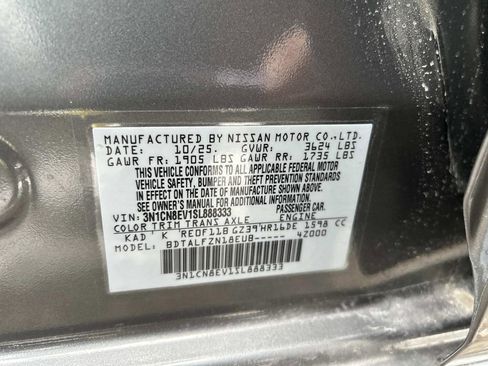 MANUFACTURED BY NISSAN MOTOR CO.,LTD.
DATE: 10/25. GVWR: 3624 LBS
GAWR FR: 1905 LBS GAWR RR: 1735 LBS
THIS VEHICLE CONFORMS TO ALL APPLICABLE FEDERAL MOTOR VEHICLE
SAFETY, BUMPER AND THEFT PREVENTION STANDARDS
IN EFFECT ON THE DATE OF MANUFACTURE SHOWN ABOVE.
SEE OWNER'S MANUAL FOR ADDITIONAL INFORMATION.
VIN: 3N1CN8EV1SL888333 PASSENGER CAR.
COLOR TRIM TRANS AXLE ENGINE
KAD K RE0F11B GZ39 HR16DE 1598 CC
MODEL: BDTALFZN18EUB----- 4Z000
3N1CN8EV1SL888333